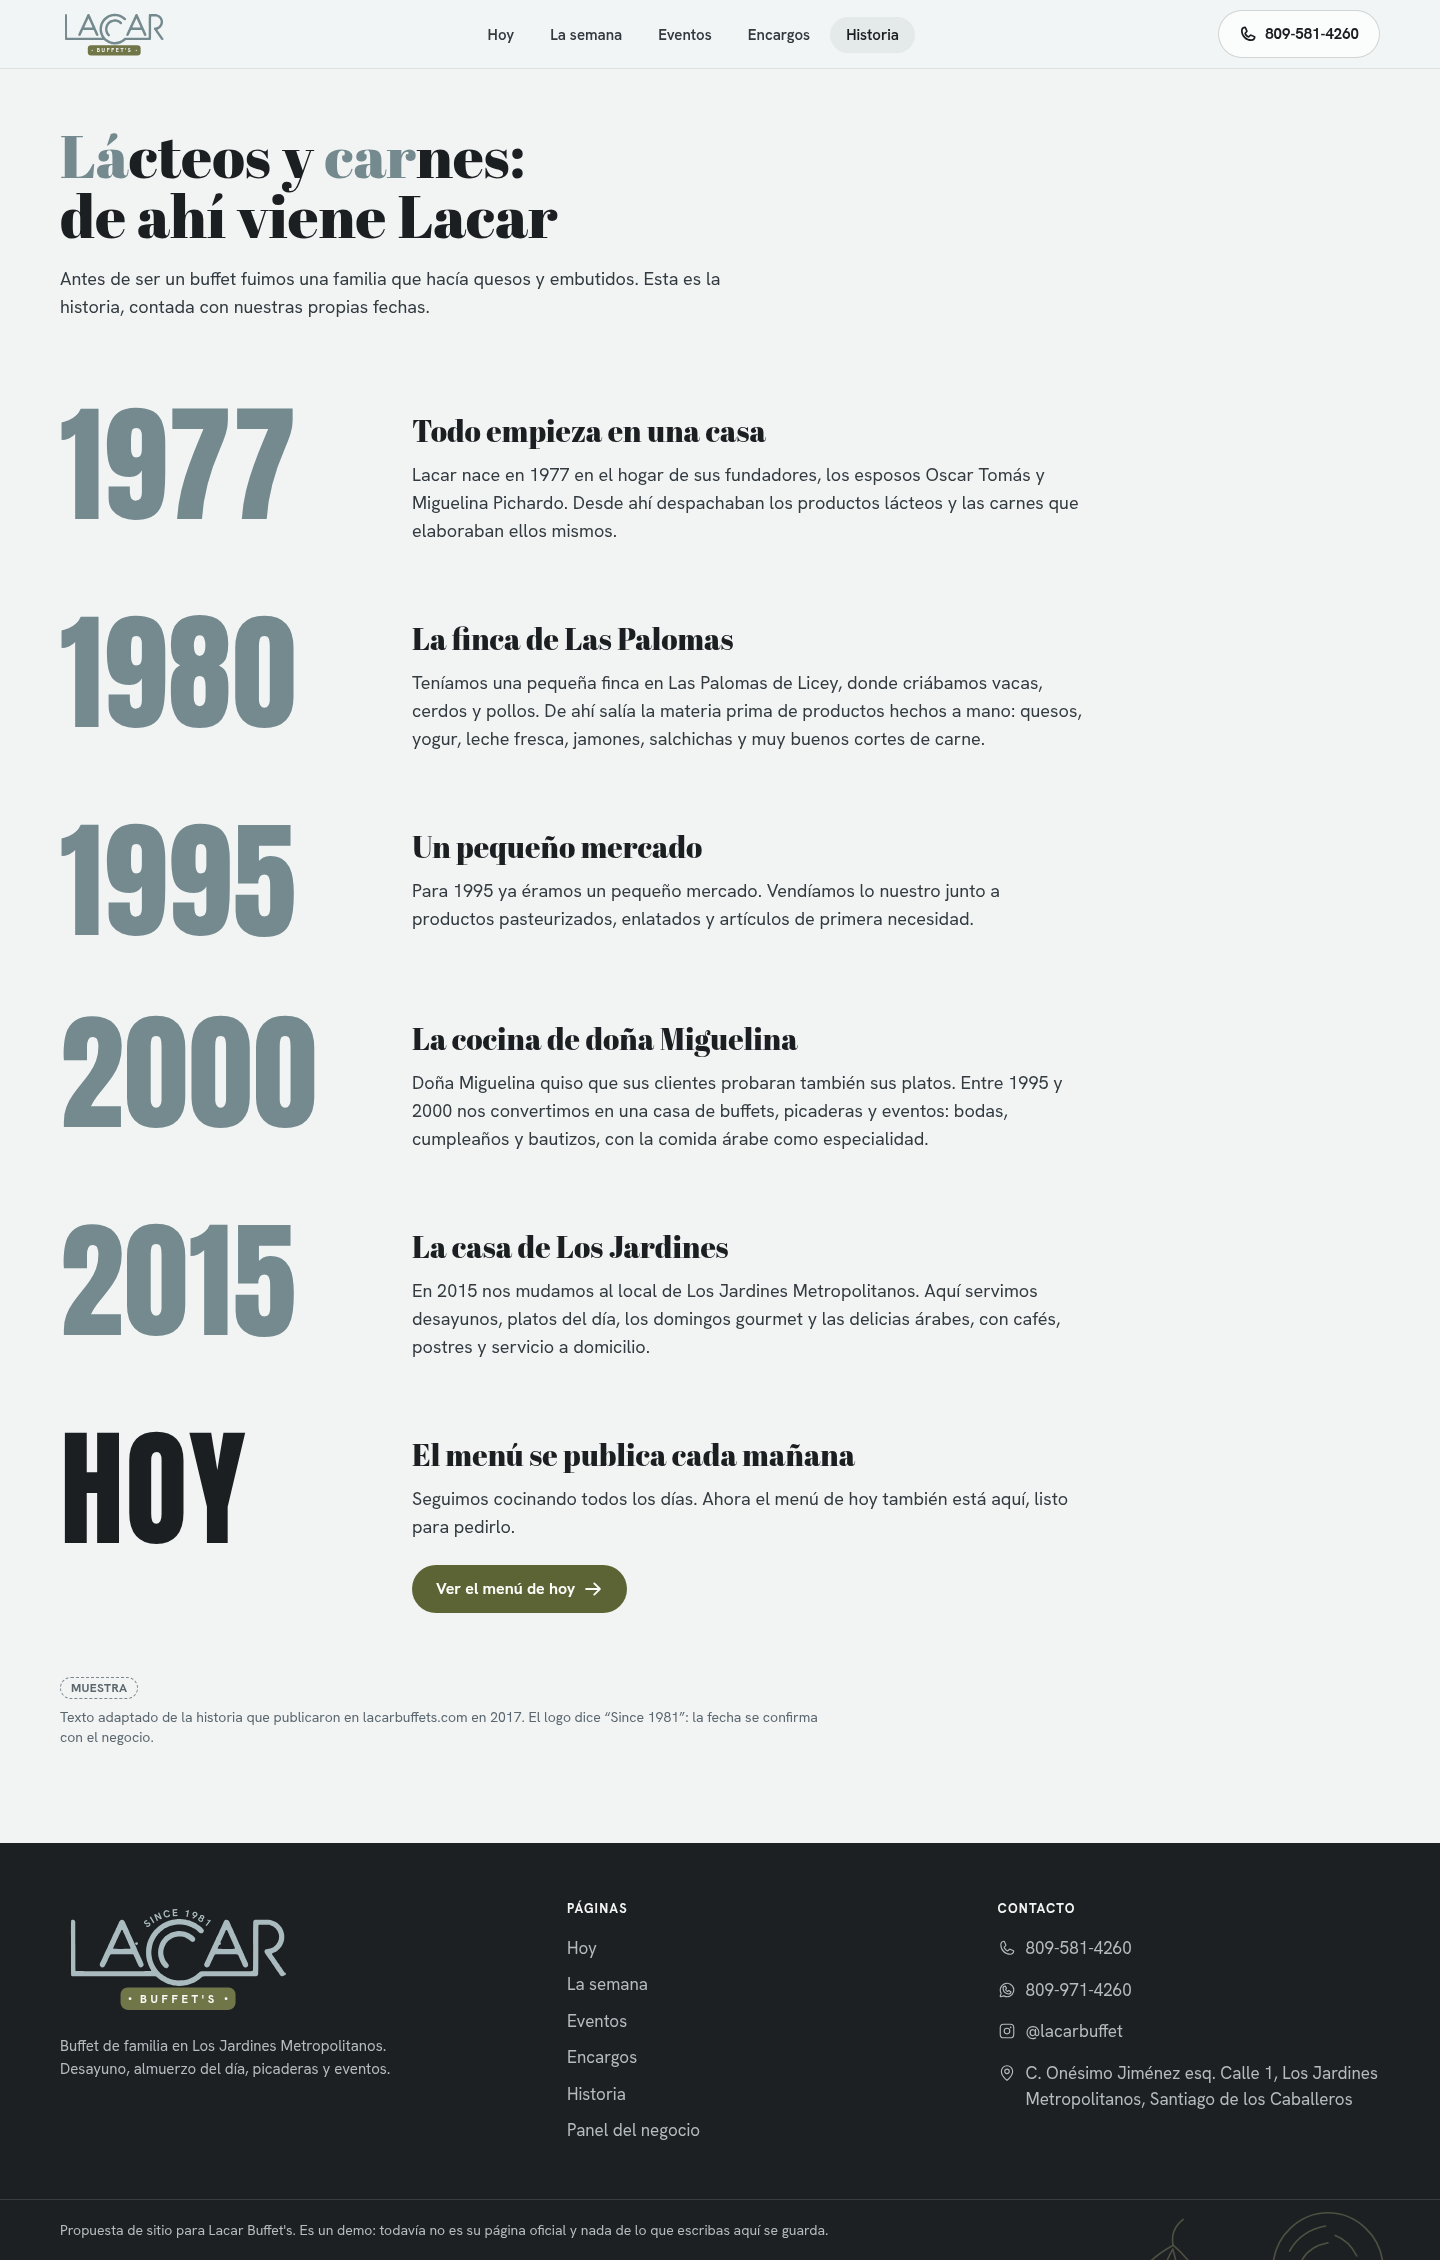 LACAR
• BUFFET'S •
Hoy
La semana
Eventos
Encargos
Historia
809-581-4260
Lácteos y carnes:
de ahí viene Lacar
Antes de ser un buffet fuimos una familia que hacía quesos y embutidos. Esta es la
historia, contada con nuestras propias fechas.
1977
Todo empieza en una casa
Lacar nace en 1977 en el hogar de sus fundadores, los esposos Oscar Tomás y
Miguelina Pichardo. Desde ahí despachaban los productos lácteos y las carnes que
elaboraban ellos mismos.
1980
La finca de Las Palomas
Teníamos una pequeña finca en Las Palomas de Licey, donde criábamos vacas,
cerdos y pollos. De ahí salía la materia prima de productos hechos a mano: quesos,
yogur, leche fresca, jamones, salchichas y muy buenos cortes de carne.
1995
Un pequeño mercado
Para 1995 ya éramos un pequeño mercado. Vendíamos lo nuestro junto a
productos pasteurizados, enlatados y artículos de primera necesidad.
2000
La cocina de doña Miguelina
Doña Miguelina quiso que sus clientes probaran también sus platos. Entre 1995 y
2000 nos convertimos en una casa de buffets, picaderas y eventos: bodas,
cumpleaños y bautizos, con la comida árabe como especialidad.
2015
La casa de Los Jardines
En 2015 nos mudamos al local de Los Jardines Metropolitanos. Aquí servimos
desayunos, platos del día, los domingos gourmet y las delicias árabes, con cafés,
postres y servicio a domicilio.
HOY
El menú se publica cada mañana
Seguimos cocinando todos los días. Ahora el menú de hoy también está aquí, listo
para pedirlo.
Ver el menú de hoy
MUESTRA
Texto adaptado de la historia que publicaron en lacarbuffets.com en 2017. El logo dice “Since 1981”: la fecha se confirma
con el negocio.
SINCE 1981
LACAR
• BUFFET'S •
Buffet de familia en Los Jardines Metropolitanos.
Desayuno, almuerzo del día, picaderas y eventos.
PÁGINAS
Hoy
La semana
Eventos
Encargos
Historia
Panel del negocio
CONTACTO
809-581-4260
809-971-4260
@lacarbuffet
C. Onésimo Jiménez esq. Calle 1, Los Jardines
Metropolitanos, Santiago de los Caballeros
Propuesta de sitio para Lacar Buffet's. Es un demo: todavía no es su página oficial y nada de lo que escribas aquí se guarda.